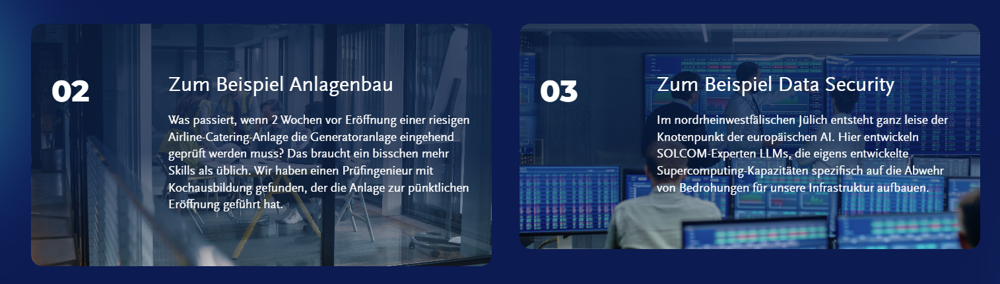 02
Zum Beispiel Anlagenbau
Was passiert, wenn 2 Wochen vor Eröffnung einer riesigen
Airline-Catering-Anlage die Generatoranlage eingehend
geprüft werden muss? Das braucht ein bisschen mehr
Skills als üblich. Wir haben einen Prüfingenieur mit
Kochausbildung gefunden, der die Anlage zur pünktlichen
Eröffnung geführt hat.
03
Zum Beispiel Data Security
Im nordrheinwestfälischen Jülich entsteht ganz leise der
Knotenpunkt der europäischen AI. Hier entwickeln
SOLCOM-Experten LLMs, die eigens entwickelte
Supercomputing-Kapazitäten spezifisch auf die Abwehr
von Bedrohungen für unsere Infrastruktur aufbauen.